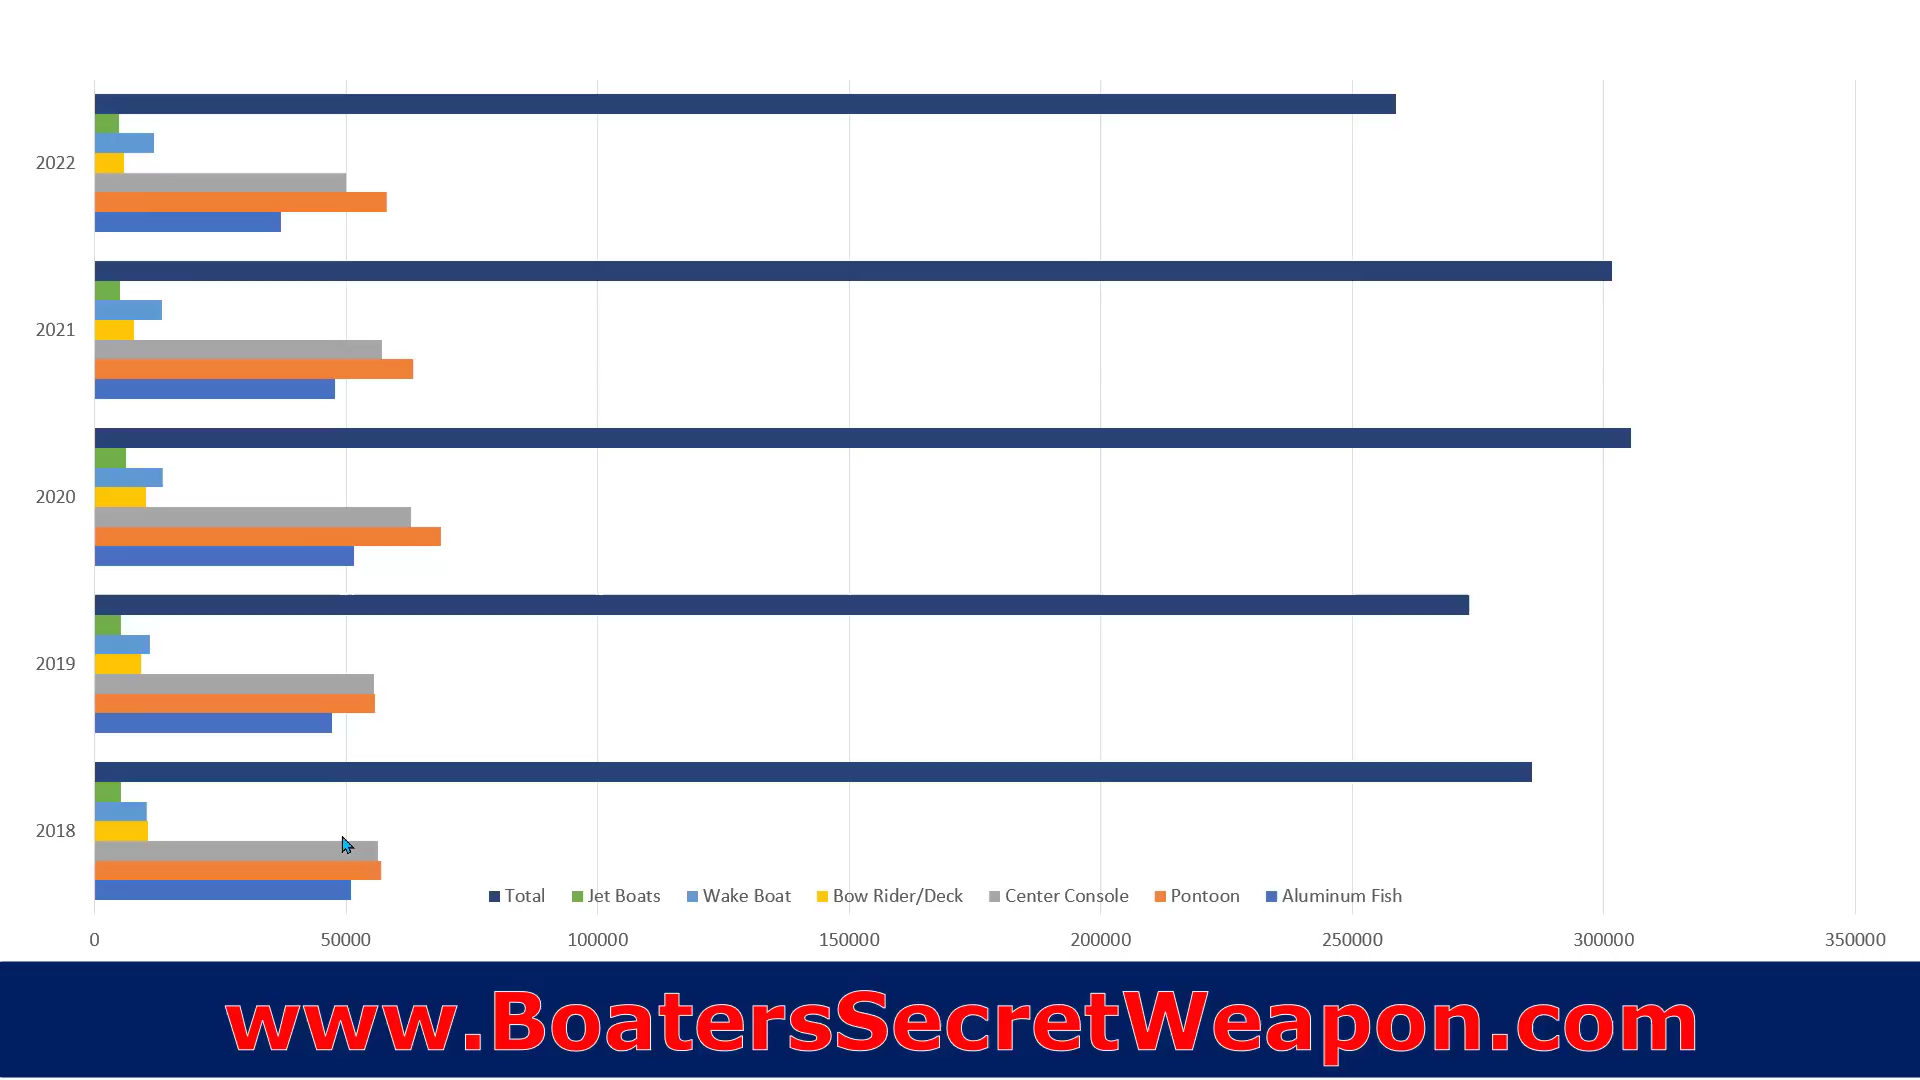 2022
2021
2020
2019
2018
Total Jet Boats Wake Boat Bow Rider/Deck Center Console Pontoon Aluminum Fish
0 50000 100000 150000 200000 250000 300000 350000
www.BoatersSecretWeapon.com